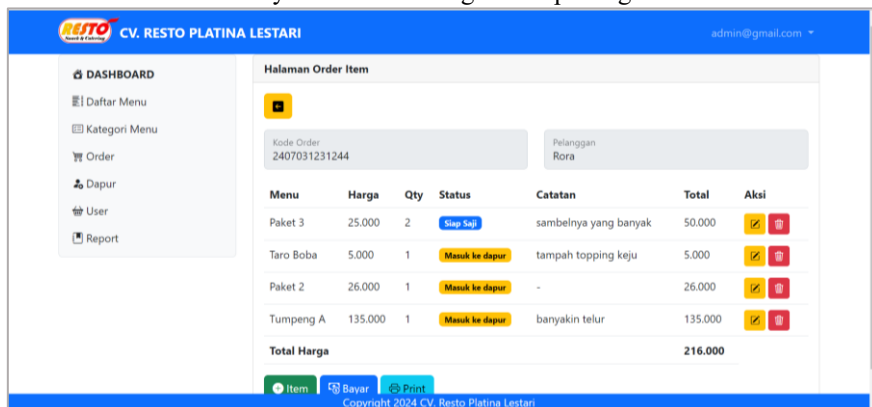 RESTO
CV. RESTO PLATINA LESTARI
admin@gmail.com
DASHBOARD
Daftar Menu
Kategori Menu
Order
Dapur
User
Report
Halaman Order Item
Kode Order
2407031231244
Pelanggan
Rora
Menu Harga Qty Status Catatan Total Aksi
Paket 3 25.000 2 Siap Saji sambelnya yang banyak 50.000
Taro Boba 5.000 1 Masuk ke dapur tampah topping keju 5.000
Paket 2 26.000 1 Masuk ke dapur - 26.000
Tumpeng A 135.000 1 Masuk ke dapur banyakin telur 135.000
Total Harga 216.000
Item Bayar Print
Copyright 2024 CV. Resto Platina Lestari